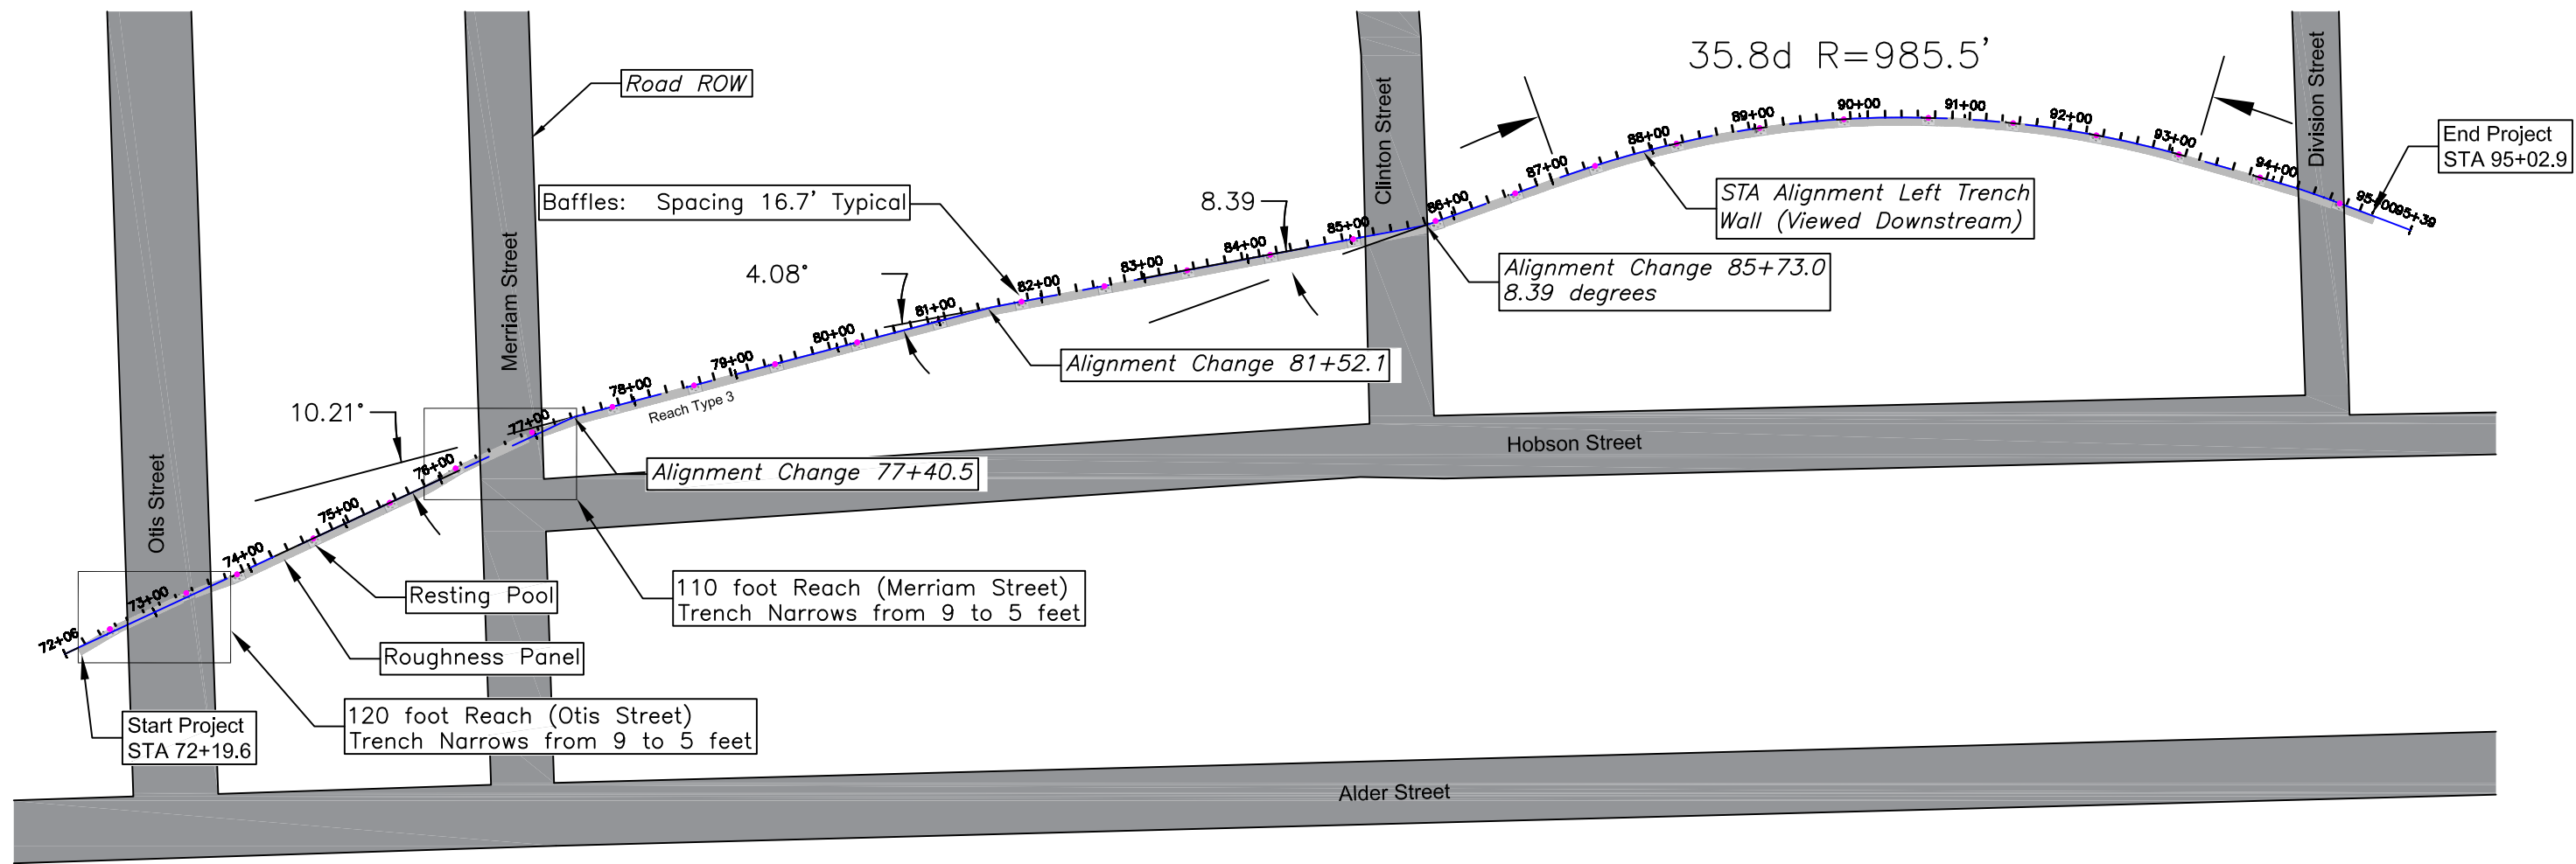 35.8d R=985.5'
Road ROW
Clinton Street
Division Street
End Project
STA 95+02.9
Baffles: Spacing 16.7' Typical
8.39
STA Alignment Left Trench
Wall (Viewed Downstream)
Merriam Street
4.08°
Alignment Change 85+73.0
8.39 degrees
Alignment Change 81+52.1
10.21°
Reach Type 3
Otis Street
Alignment Change 77+40.5
Hobson Street
Resting Pool
110 foot Reach (Merriam Street)
Trench Narrows from 9 to 5 feet
Roughness Panel
120 foot Reach (Otis Street)
Trench Narrows from 9 to 5 feet
Start Project
STA 72+19.6
Alder Street
72+06
73+00
74+00
75+00
76+00
77+00
78+00
79+00
80+00
81+00
82+00
83+00
84+00
85+00
86+00
87+00
88+00
89+00
90+00
91+00
92+00
93+00
94+00
95+00
95+39